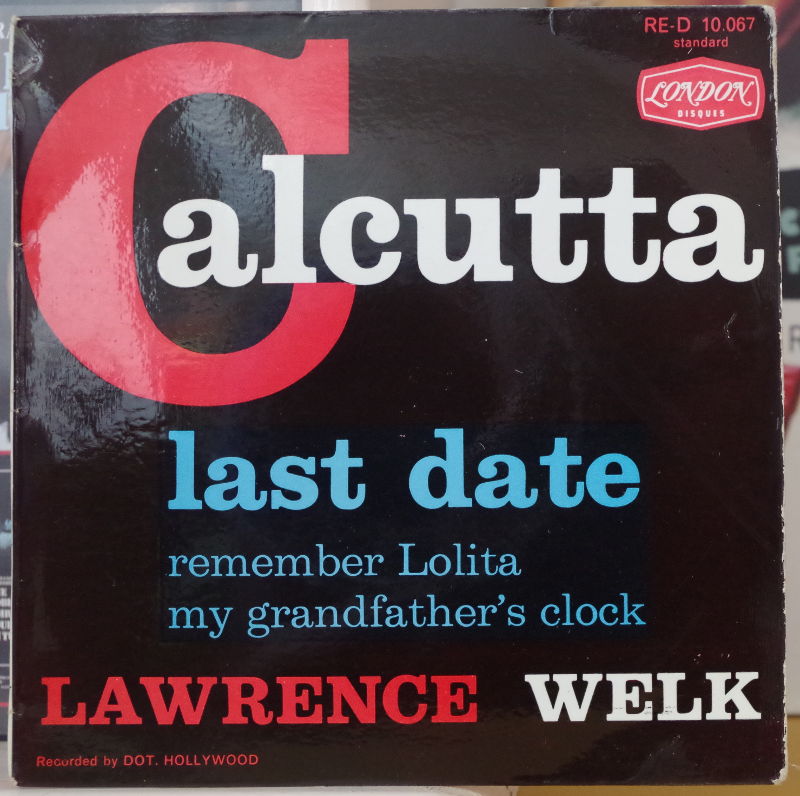 RE-D 10.067
standard
LONDON
DISQUES
Calcutta
last date
remember Lolita
my grandfather's clock
LAWRENCE WELK
Recorded by DOT. HOLLYWOOD